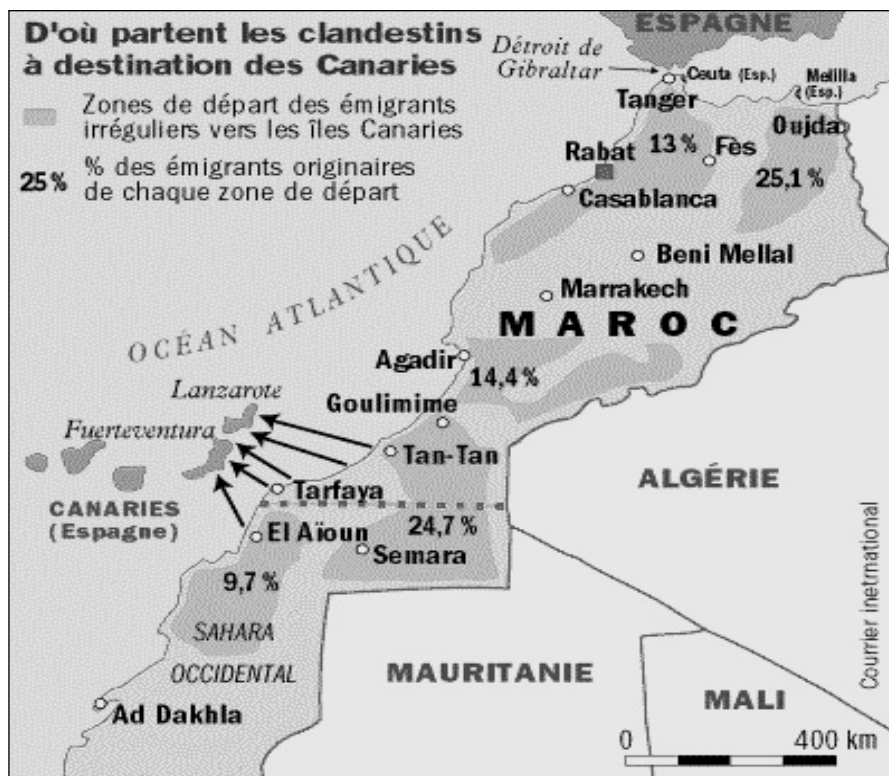 D'où partent les clandestins
à destination des Canaries
Zones de départ des émigrants
irréguliers vers les îles Canaries
25% % des émigrants originaires
de chaque zone de départ
ESPAGNE
Détroit de
Gibraltar
Ceuta (Esp.)
Melilla
(Esp.)
Tanger
Oujda
13 %
Fès
Rabat
25,1 %
Casablanca
Beni Mellal
Marrakech
OCÉAN ATLANTIQUE
MAROC
Agadir
14,4%
Lanzarote
Goulimime
Fuerteventura
Tan-Tan
ALGÉRIE
Tarfaya
CANARIES
(Espagne)
24,7 %
El Aïoun
Semara
9,7 %
SAHARA
OCCIDENTAL
MAURITANIE
MALI
Ad Dakhla
0 400 km
Courrier inetrnational